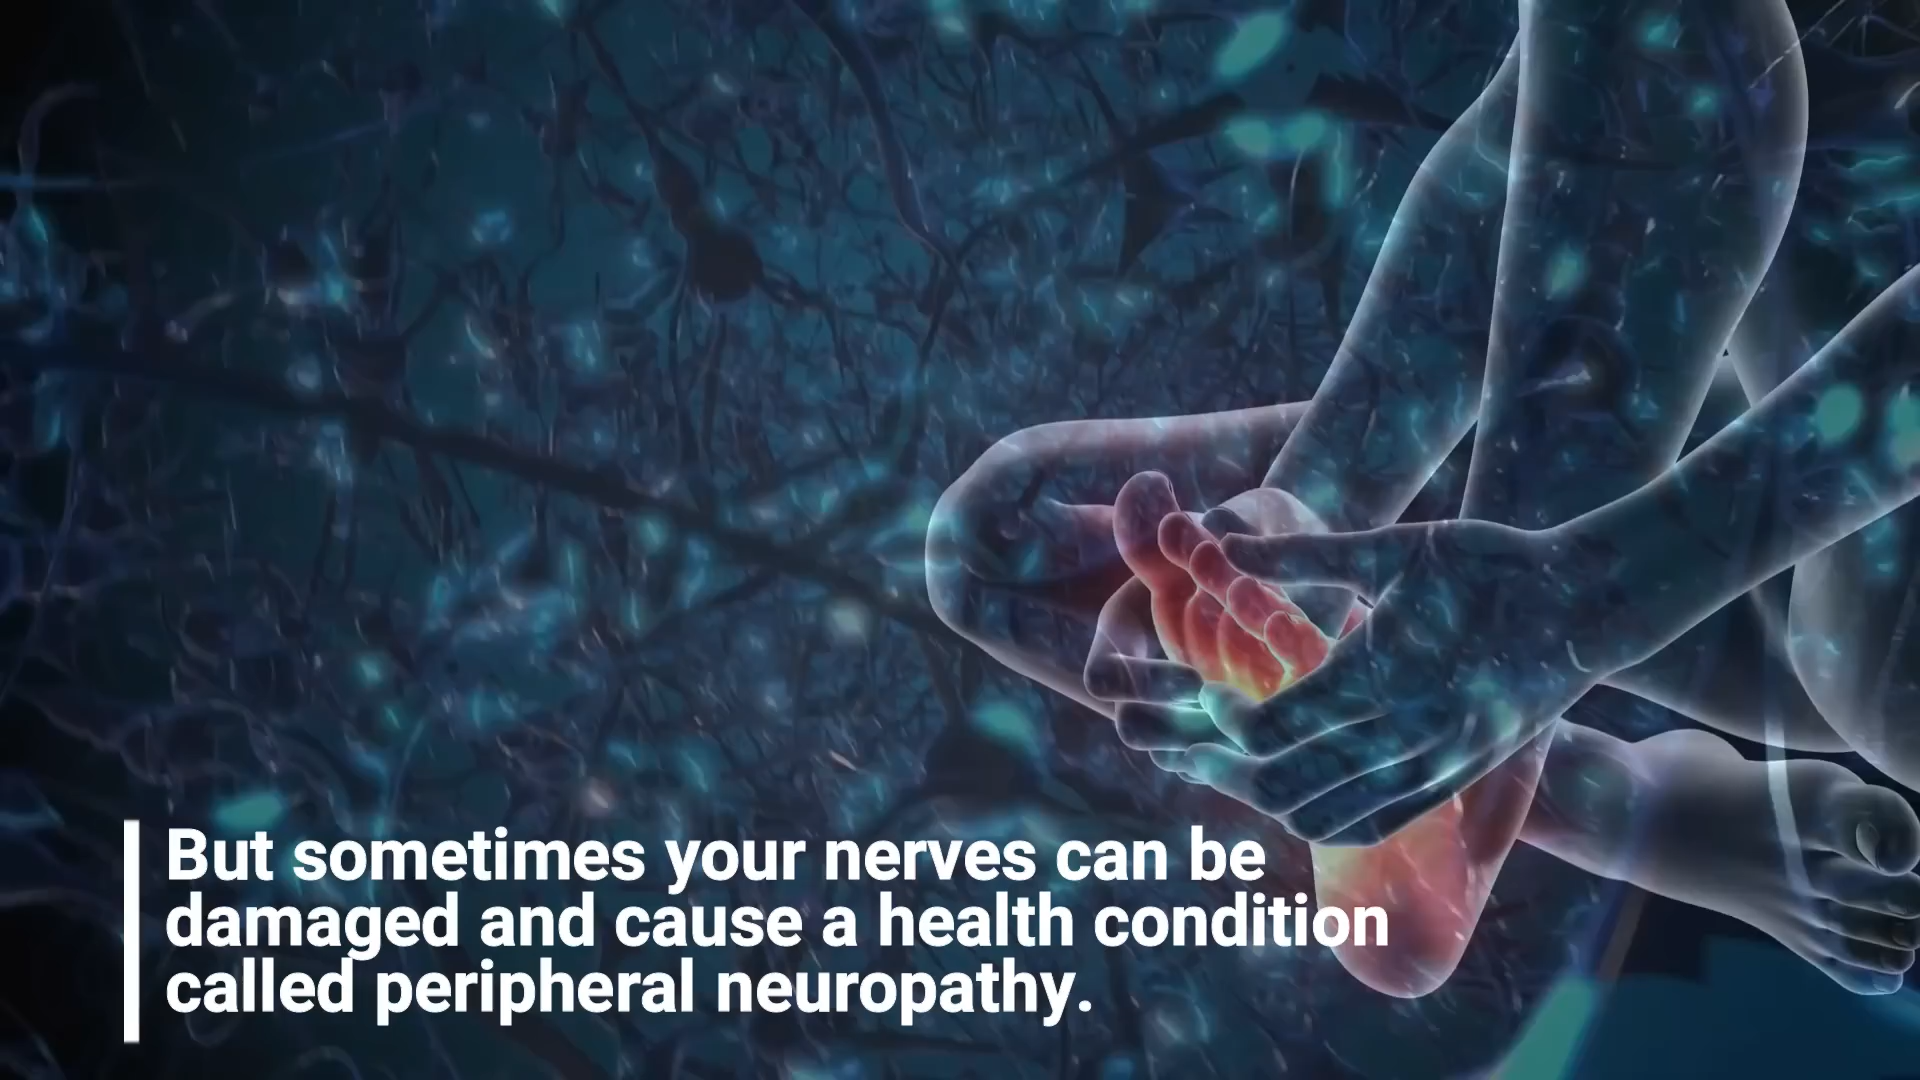 But sometimes your nerves can be
damaged and cause a health condition
called peripheral neuropathy.